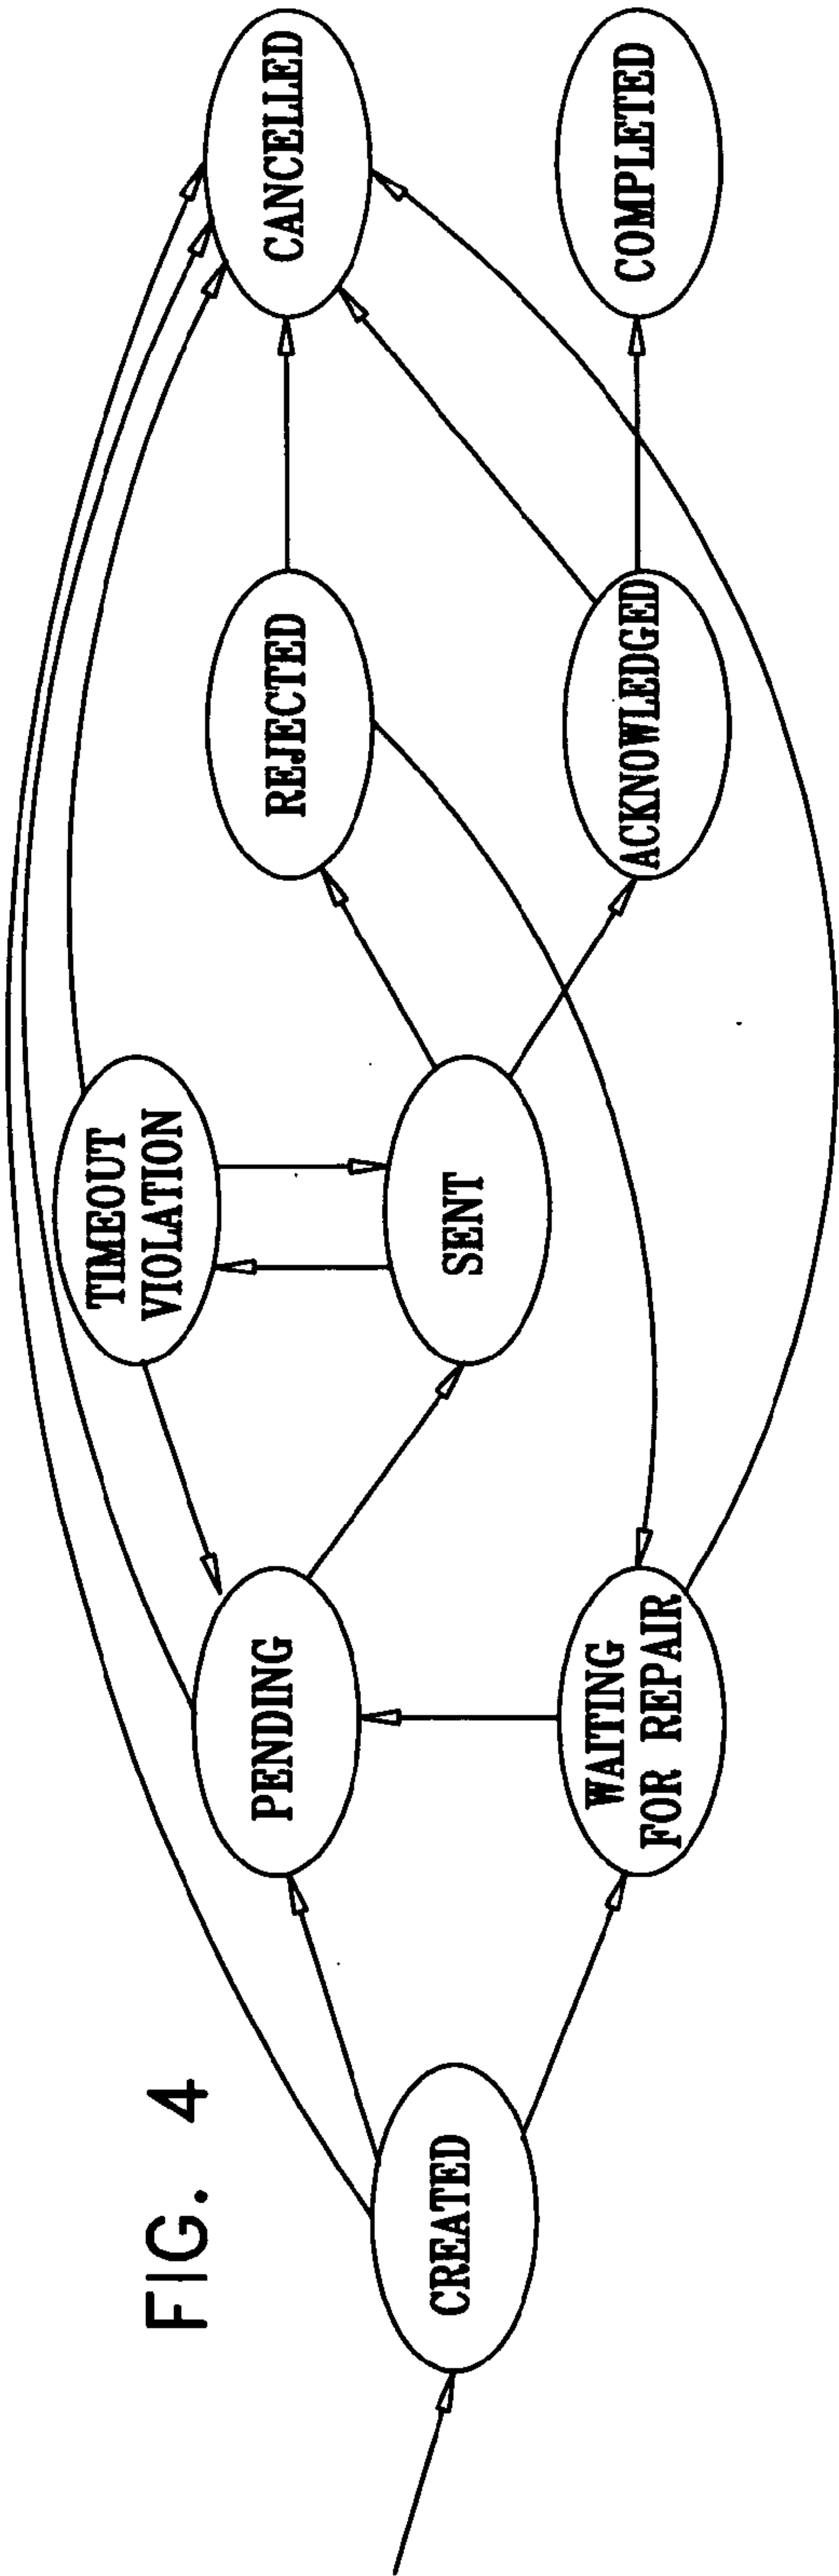 FIG. 4
CREATED
PENDING
WAITING
FOR REPAIR
TIMEOUT
VIOLATION
SENT
REJECTED
ACKNOWLEDGED
CANCELLED
COMPLETED